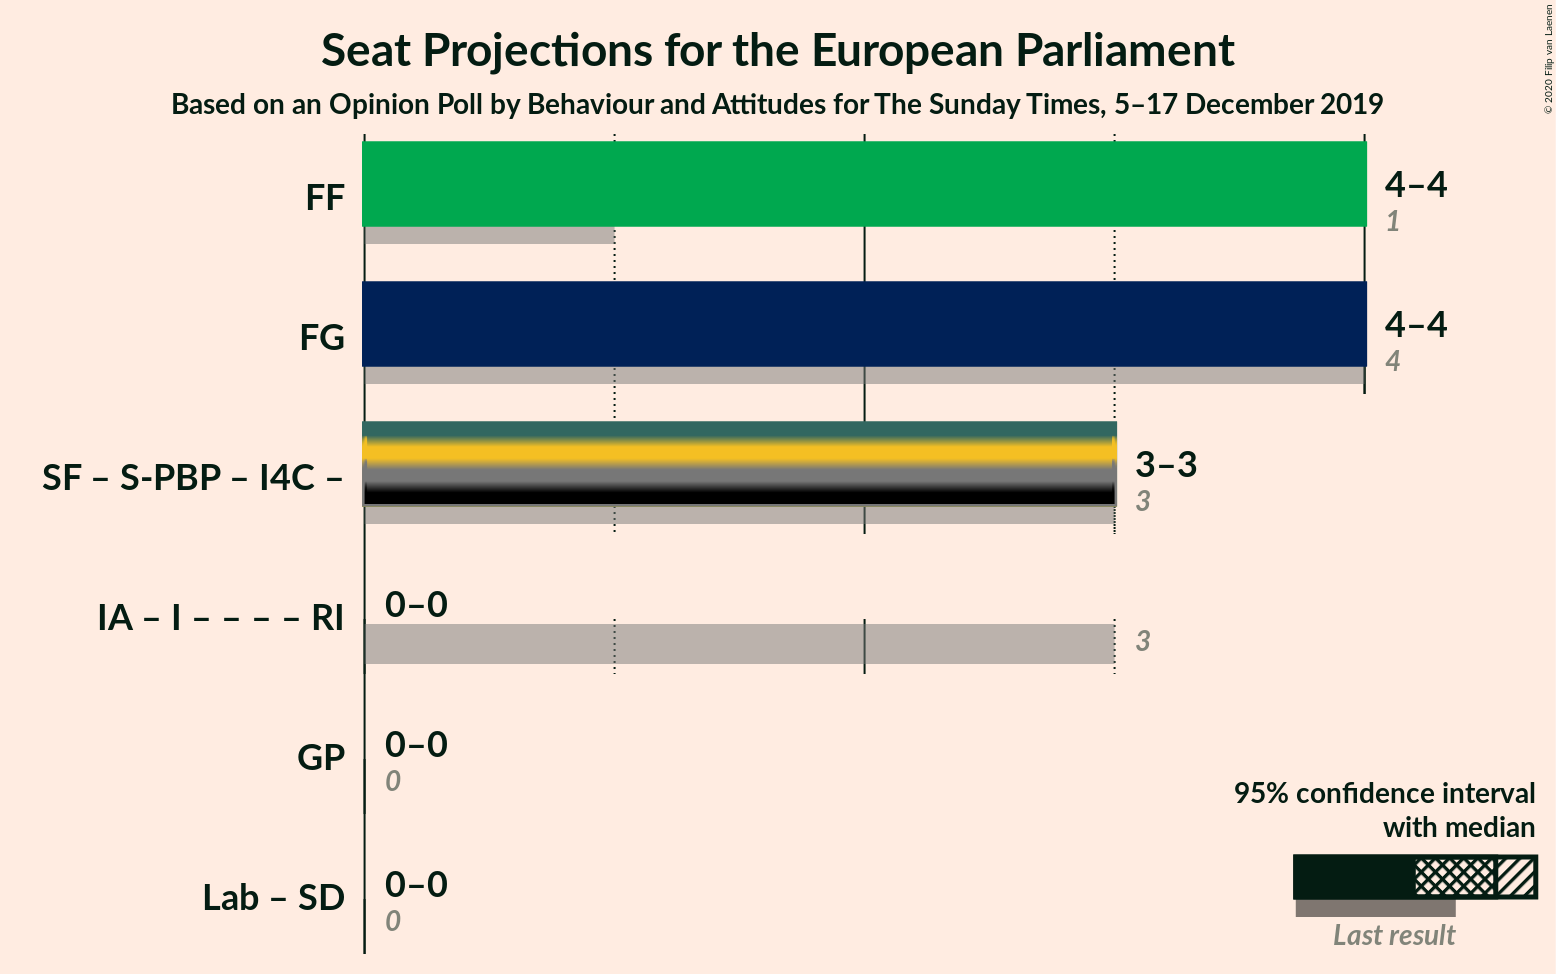 Seat Projections for the European Parliament
Based on an Opinion Poll by Behaviour and Attitudes for The Sunday Times, 5–17 December 2019
© 2020 Filip van Laenen
FF
4–4
1
FG
4–4
4
SF – S-PBP – I4C –
3–3
3
IA – I – – – – RI
0–0
3
GP
0–0
0
Lab – SD
0–0
0
95% confidence interval
with median
Last result